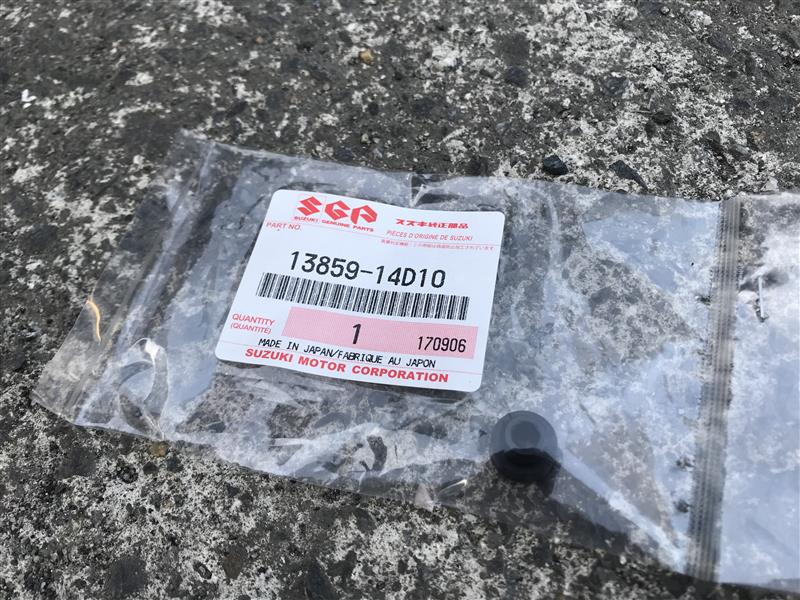 SGP
スズキ純正部品
SUZUKI GENUINE PARTS
PART NO.
PIÈCES D'ORIGINE DE SUZUKI
13859-14D10
QUANTITY
(QUANTITÉ)
1
170906
MADE IN JAPAN/FABRIQUE AU JAPON
SUZUKI MOTOR CORPORATION